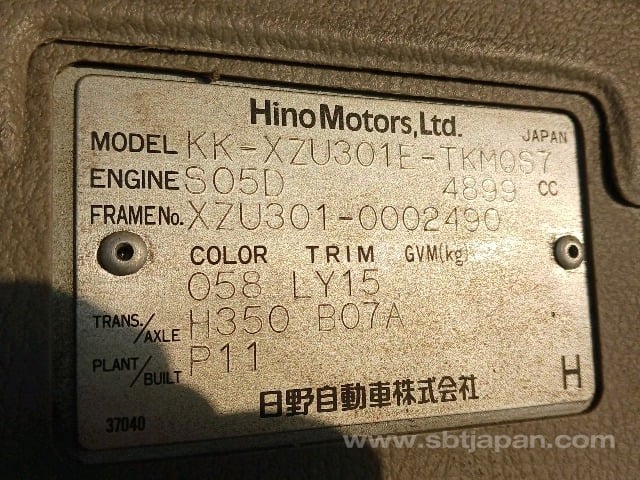 HinoMotors,Ltd.
JAPAN
MODEL KK-XZU301E-TKMQS7
ENGINE S05D 4899 CC
FRAME No. XZU301-0002490
COLOR TRIM GVM(kg)
058 LY15
TRANS./AXLE H350 B07A
PLANT/BUILT P11
日野自動車株式会社
H
37040
www.sbtjapan.com